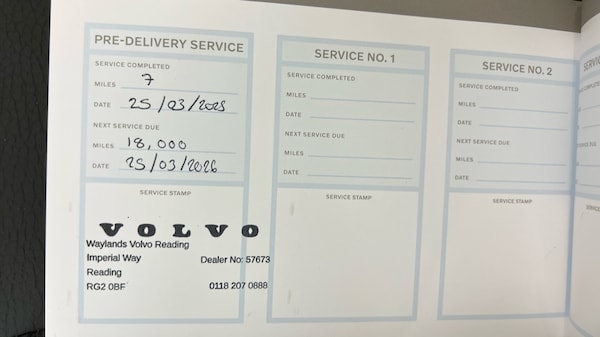 PRE-DELIVERY SERVICE
SERVICE COMPLETED
MILES 7
DATE 25/03/2025
NEXT SERVICE DUE
MILES 18,000
DATE 25/03/2026
SERVICE STAMP
VOLVO
Waylands Volvo Reading
Imperial Way Dealer No: 57673
Reading
RG2 0BF 0118 207 0888
SERVICE NO. 1
SERVICE COMPLETED
MILES
DATE
NEXT SERVICE DUE
MILES
DATE
SERVICE STAMP
SERVICE NO. 2
SERVICE COMPLETED
MILES
DATE
NEXT SERVICE DUE
MILES
DATE
SERVICE STAMP